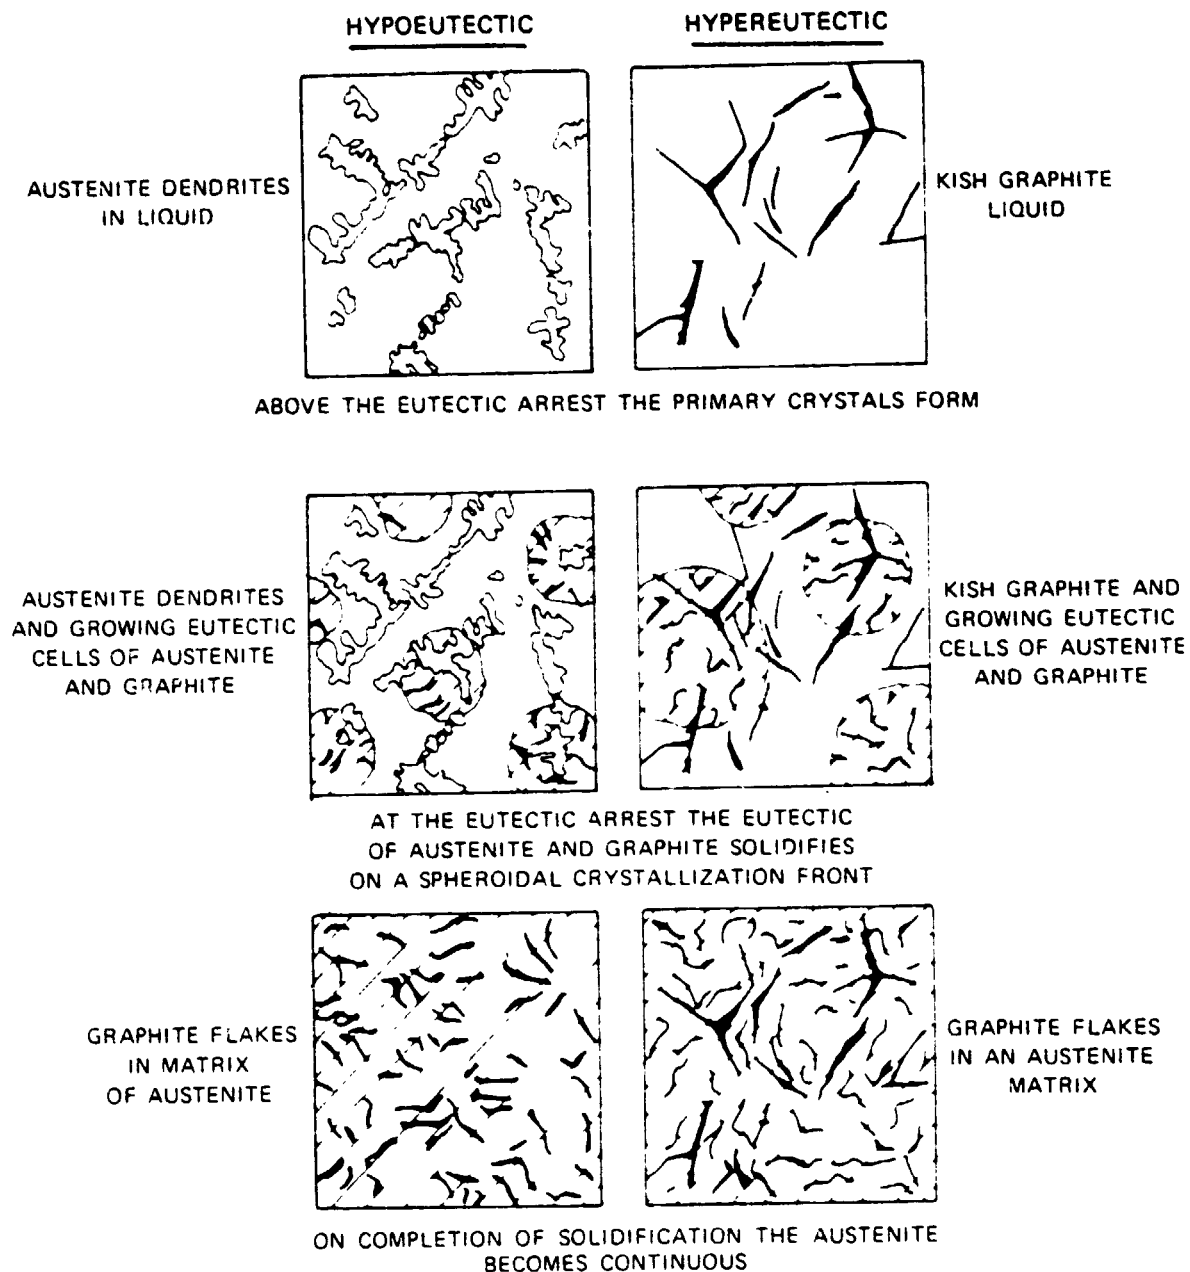 HYPOEUTECTIC
HYPEREUTECTIC
AUSTENITE DENDRITES
IN LIQUID
KISH GRAPHITE
LIQUID
ABOVE THE EUTECTIC ARREST THE PRIMARY CRYSTALS FORM
AUSTENITE DENDRITES
AND GROWING EUTECTIC
CELLS OF AUSTENITE
AND GRAPHITE
KISH GRAPHITE AND
GROWING EUTECTIC
CELLS OF AUSTENITE
AND GRAPHITE
AT THE EUTECTIC ARREST THE EUTECTIC
OF AUSTENITE AND GRAPHITE SOLIDIFIES
ON A SPHEROIDAL CRYSTALLIZATION FRONT
GRAPHITE FLAKES
IN MATRIX
OF AUSTENITE
GRAPHITE FLAKES
IN AN AUSTENITE
MATRIX
ON COMPLETION OF SOLIDIFICATION THE AUSTENITE
BECOMES CONTINUOUS